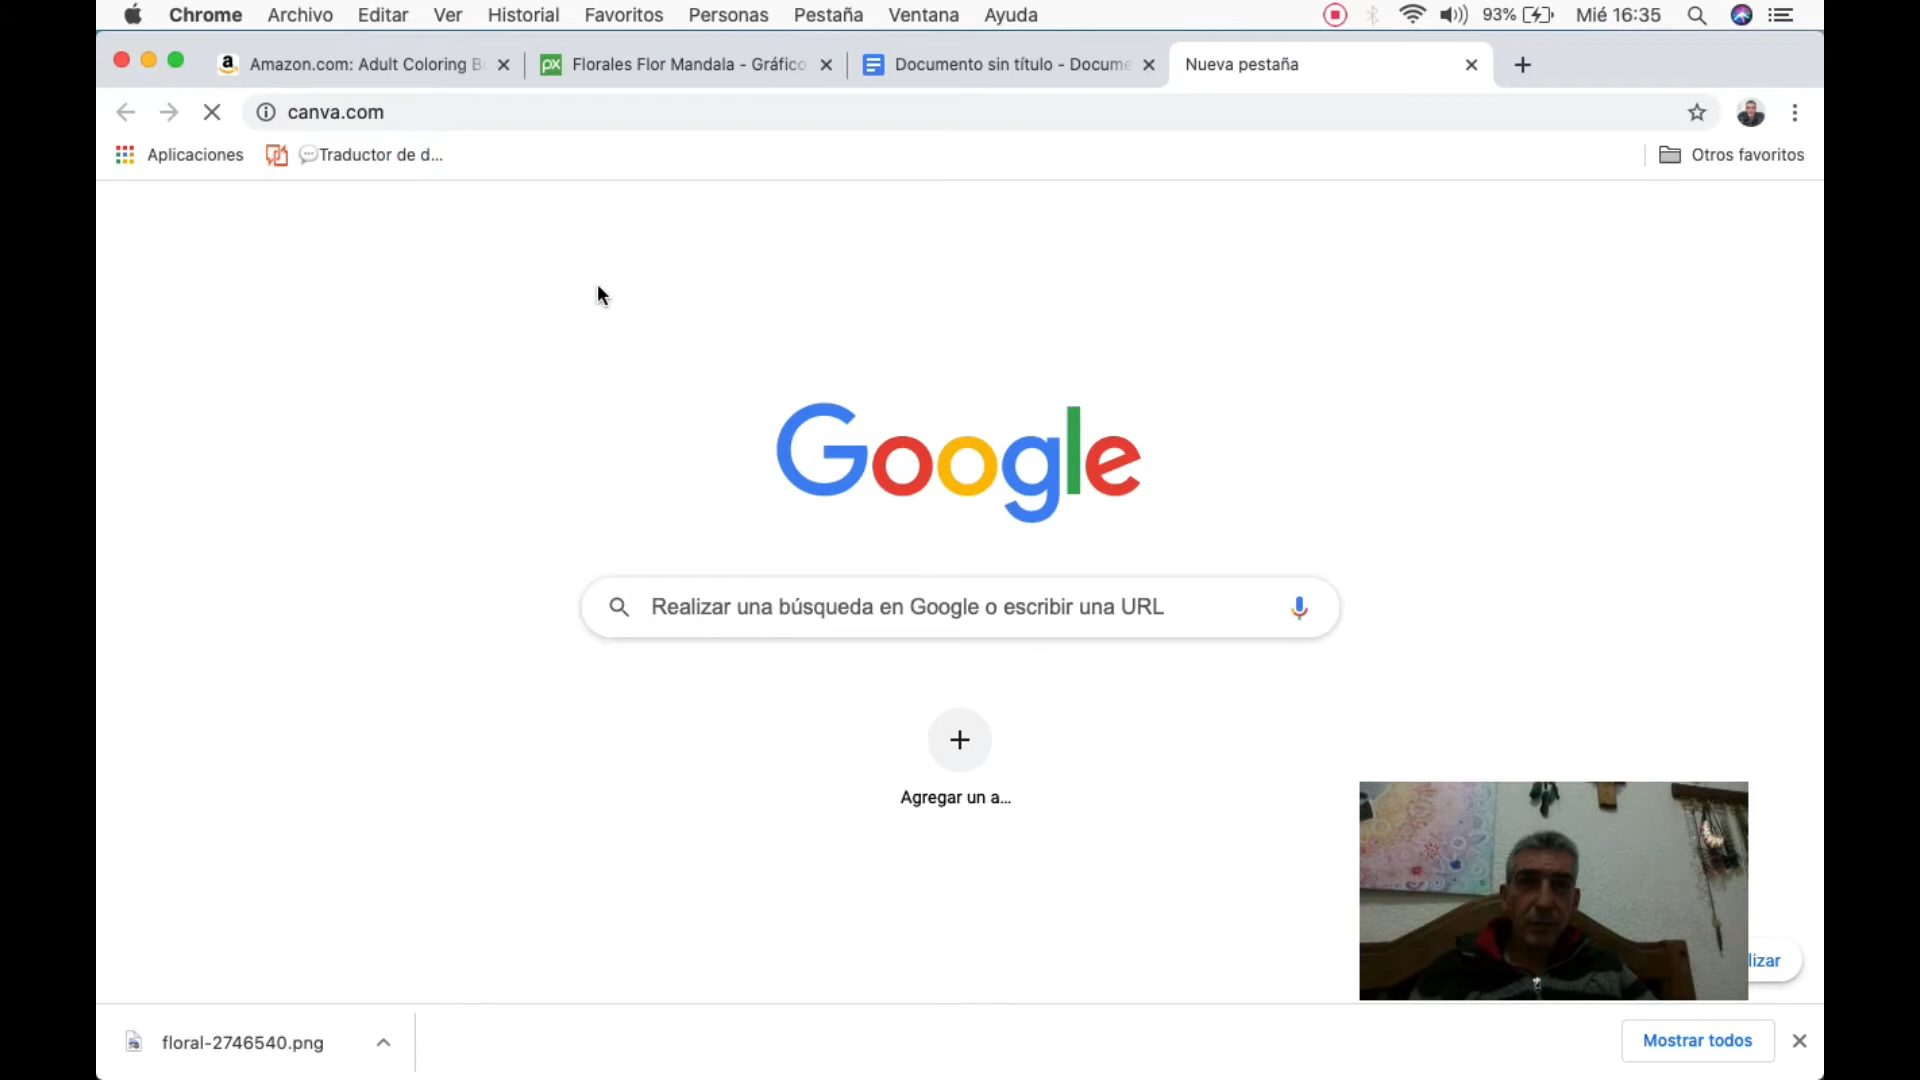 Chrome Archivo Editar Ver Historial Favoritos Personas Pestaña Ventana Ayuda 93% Mié 16:35
Amazon.com: Adult Coloring B
Florales Flor Mandala - Gráfico
Documento sin título - Docume
Nueva pestaña
canva.com
Aplicaciones
Traductor de d...
Otros favoritos
Google
Realizar una búsqueda en Google o escribir una URL
Agregar un a...
lizar
floral-2746540.png
Mostrar todos